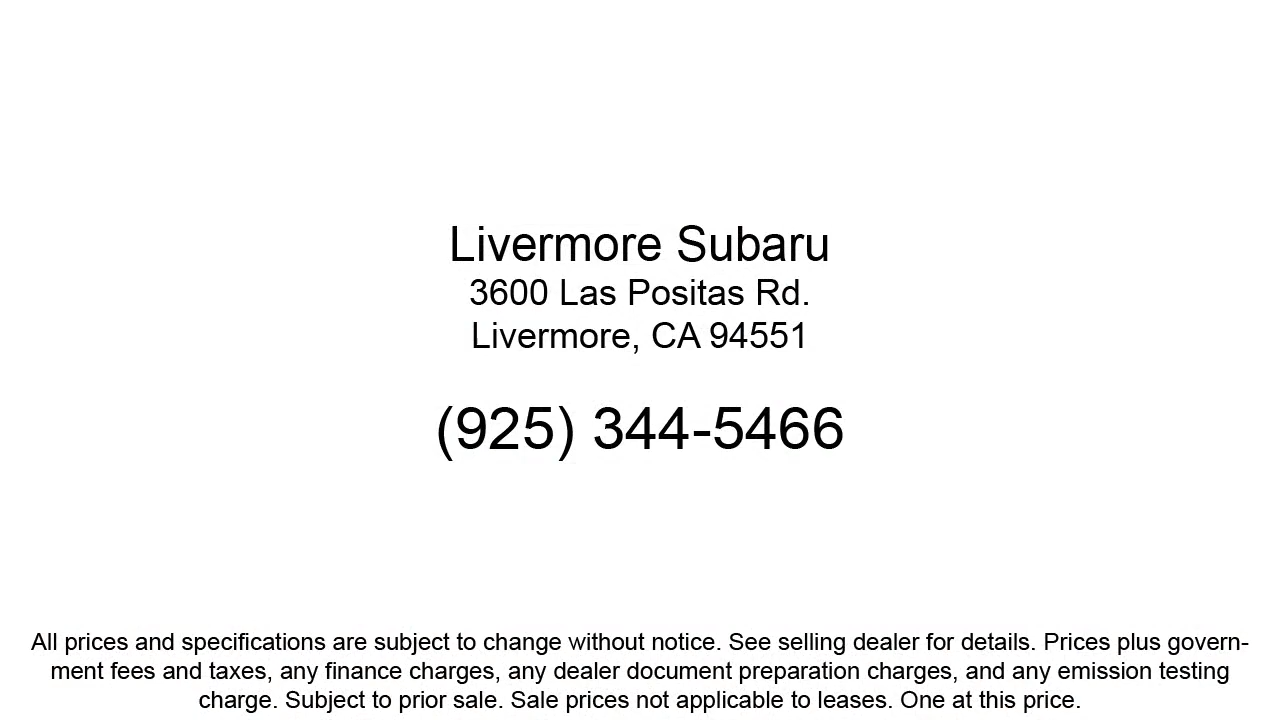 Livermore Subaru
3600 Las Positas Rd.
Livermore, CA 94551
(925) 344-5466
All prices and specifications are subject to change without notice. See selling dealer for details. Prices plus govern-
ment fees and taxes, any finance charges, any dealer document preparation charges, and any emission testing
charge. Subject to prior sale. Sale prices not applicable to leases. One at this price.